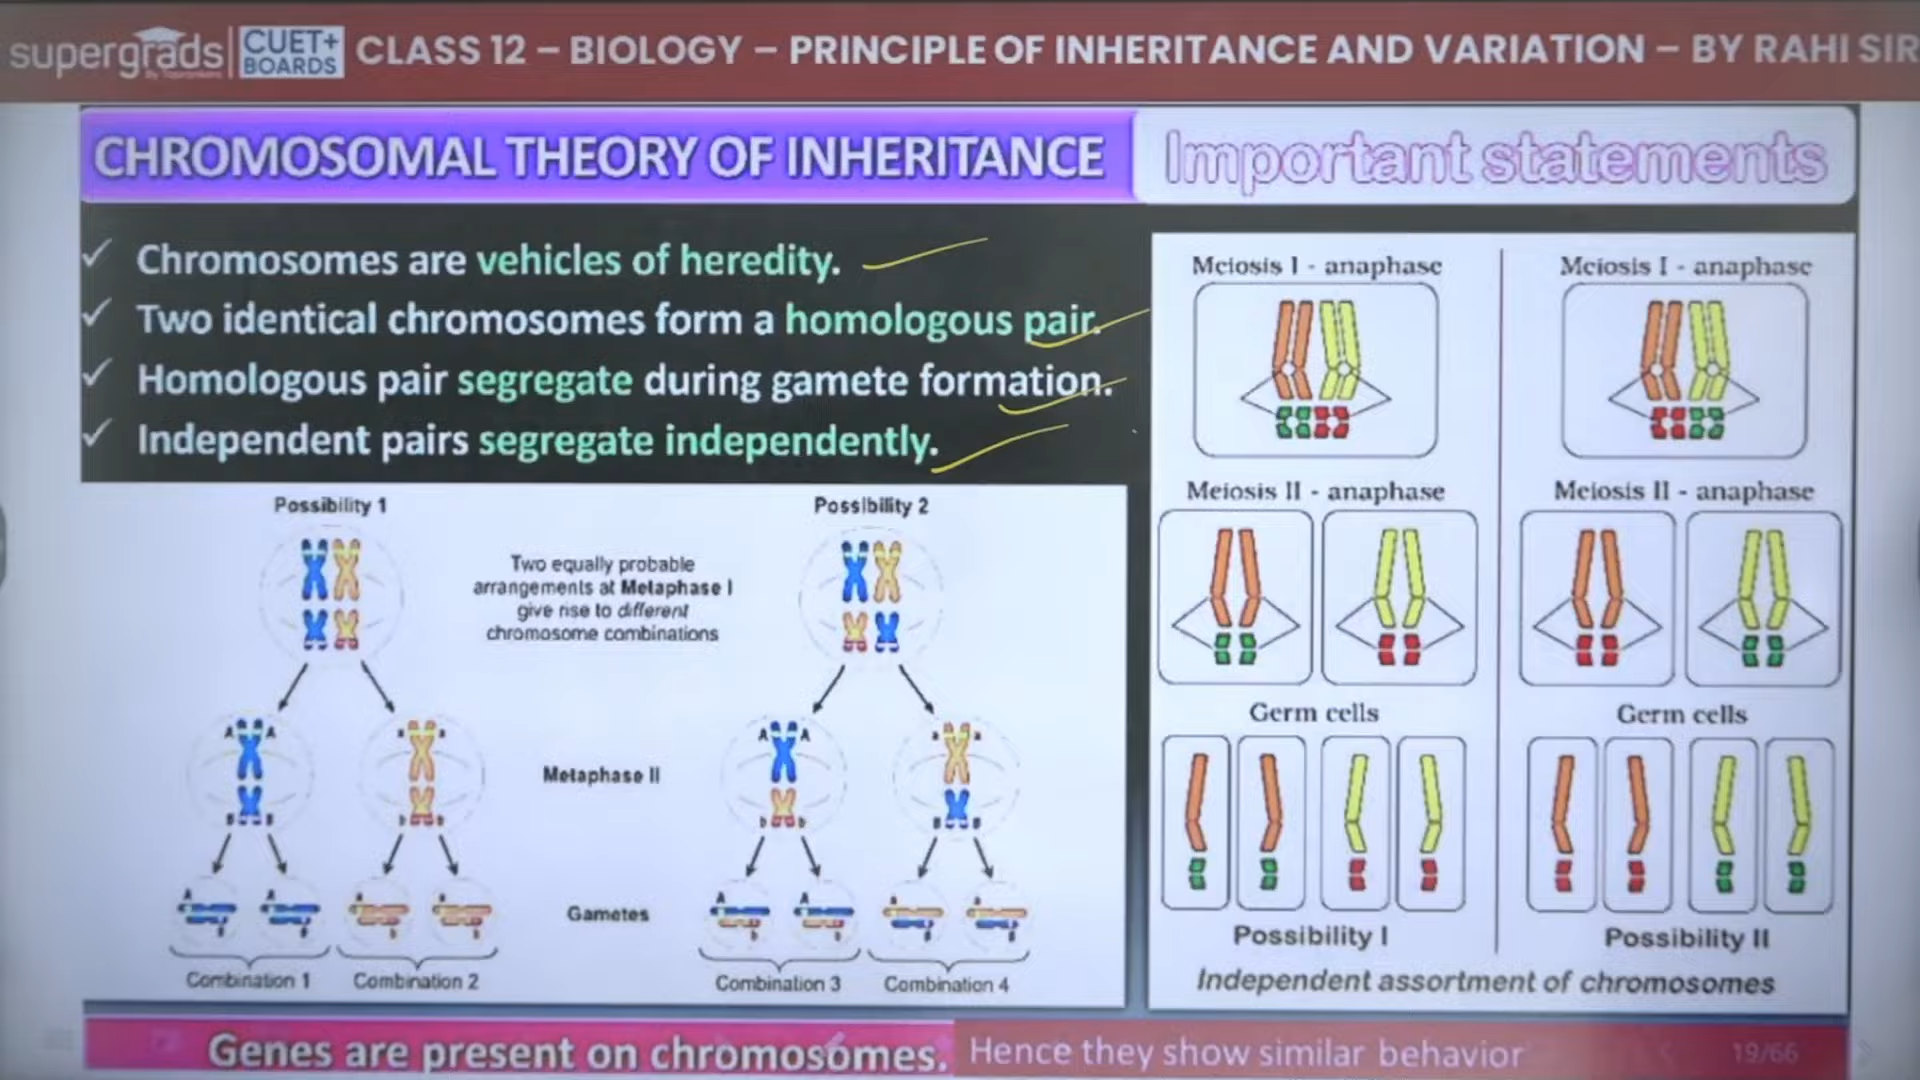 supergrads
CUET+
BOARDS
CLASS 12 – BIOLOGY – PRINCIPLE OF INHERITANCE AND VARIATION – BY RAHI SIR
CHROMOSOMAL THEORY OF INHERITANCE
Important statements
✓ Chromosomes are vehicles of heredity.
✓ Two identical chromosomes form a homologous pair.
✓ Homologous pair segregate during gamete formation.
✓ Independent pairs segregate independently.
Possibility 1
Possibility 2
Two equally probable
arrangements at Metaphase I
give rise to different
chromosome combinations
A A
a a
A A
a a
Metaphase II
B B
b b
b b
B B
A A a a
A A a a
Gametes
Combination 1
Combination 2
Combination 3
Combination 4
Meiosis I - anaphase
Meiosis I - anaphase
Meiosis II - anaphase
Meiosis II - anaphase
Germ cells
Germ cells
Possibility I
Possibility II
Independent assortment of chromosomes
Genes are present on chromosomes.
Hence they show similar behavior
19/66